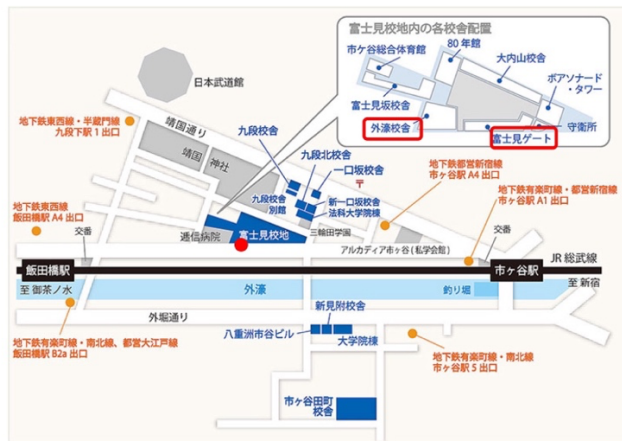 富士見校地内の各校舎配置
80年館
市ケ谷総合体育館
大内山校舎
ボアソナード
・タワー
富士見坂校舎
外濠校舎
富士見ゲート
守衛所
日本武道館
地下鉄東西線・半蔵門線
九段下駅1出口
靖国通り
靖国
神社
九段校舎
九段北校舎
一口坂校舎
〒
九段校舎
別館
新一口坂校舎
法科大学院棟
地下鉄都営新宿線
市ヶ谷駅 A4 出口
地下鉄有楽町線・都営新宿線
市ヶ谷駅 A1 出口
地下鉄東西線
飯田橋駅 A4 出口
交番
逓信病院
富士見校地
三輪田学園
アルカディア市ヶ谷(私学会館)
交番
JR 総武線
飯田橋駅
市ヶ谷駅
至 御茶ノ水
外濠
釣り堀
至 新宿
外堀通り
新見附校舎
八重洲市谷ビル
大学院棟
地下鉄有楽町線・南北線、都営大江戸線
飯田橋駅 B2a 出口
地下鉄有楽町線・南北線
市ヶ谷駅 5 出口
市ケ谷田町
校舎